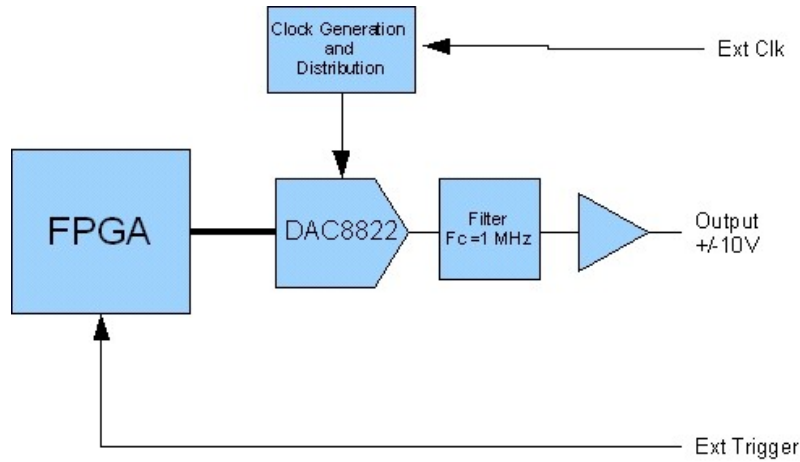 Clock Generation
and
Distribution
Ext Clk
FPGA
DAC8822
Filter
Fc =1 MHz
Output
+/-10V
Ext Trigger